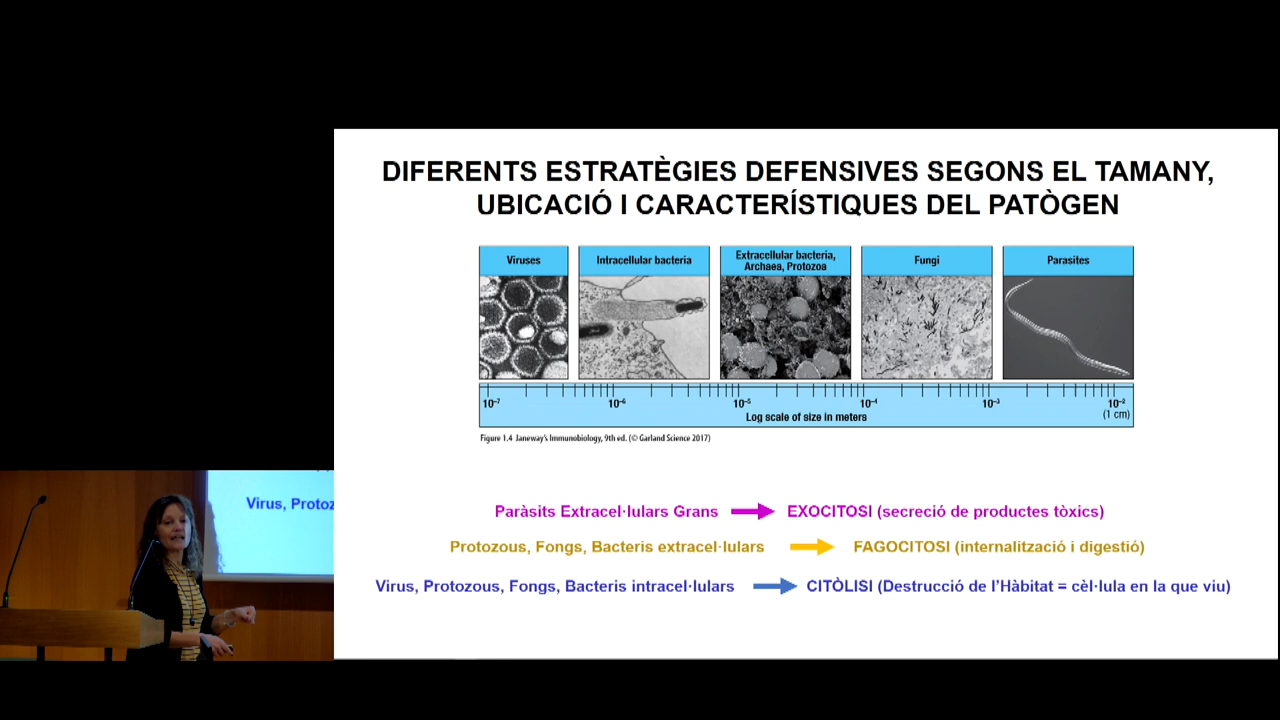 DIFERENTS ESTRATÈGIES DEFENSIVES SEGONS EL TAMANY,
UBICACIÓ I CARACTERÍSTIQUES DEL PATÒGEN
Viruses
Intracellular bacteria
Extracellular bacteria,
Archaea, Protozoa
Fungi
Parasites
10⁻⁷ 10⁻⁶ 10⁻⁵ 10⁻⁴ 10⁻³ 10⁻²
(1 cm)
Log scale of size in meters
Figure 1.4 Janeway's Immunobiology, 9th ed. (© Garland Science 2017)
Paràsits Extracel·lulars Grans EXOCITOSI (secreció de productes tòxics)
Protozous, Fongs, Bacteris extracel·lulars FAGOCITOSI (internalització i digestió)
Virus, Protozous, Fongs, Bacteris intracel·lulars CITÒLISI (Destrucció de l'Hàbitat = cèl·lula en la que viu)
Virus, Protoz